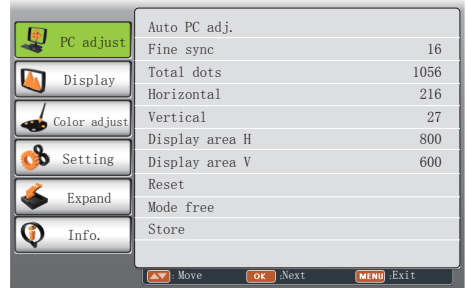 PC adjust
Display
Color adjust
Setting
Expand
Info.
Auto PC adj.
Fine sync 16
Total dots 1056
Horizontal 216
Vertical 27
Display area H 800
Display area V 600
Reset
Mode free
Store
: Move OK :Next MENU :Exit